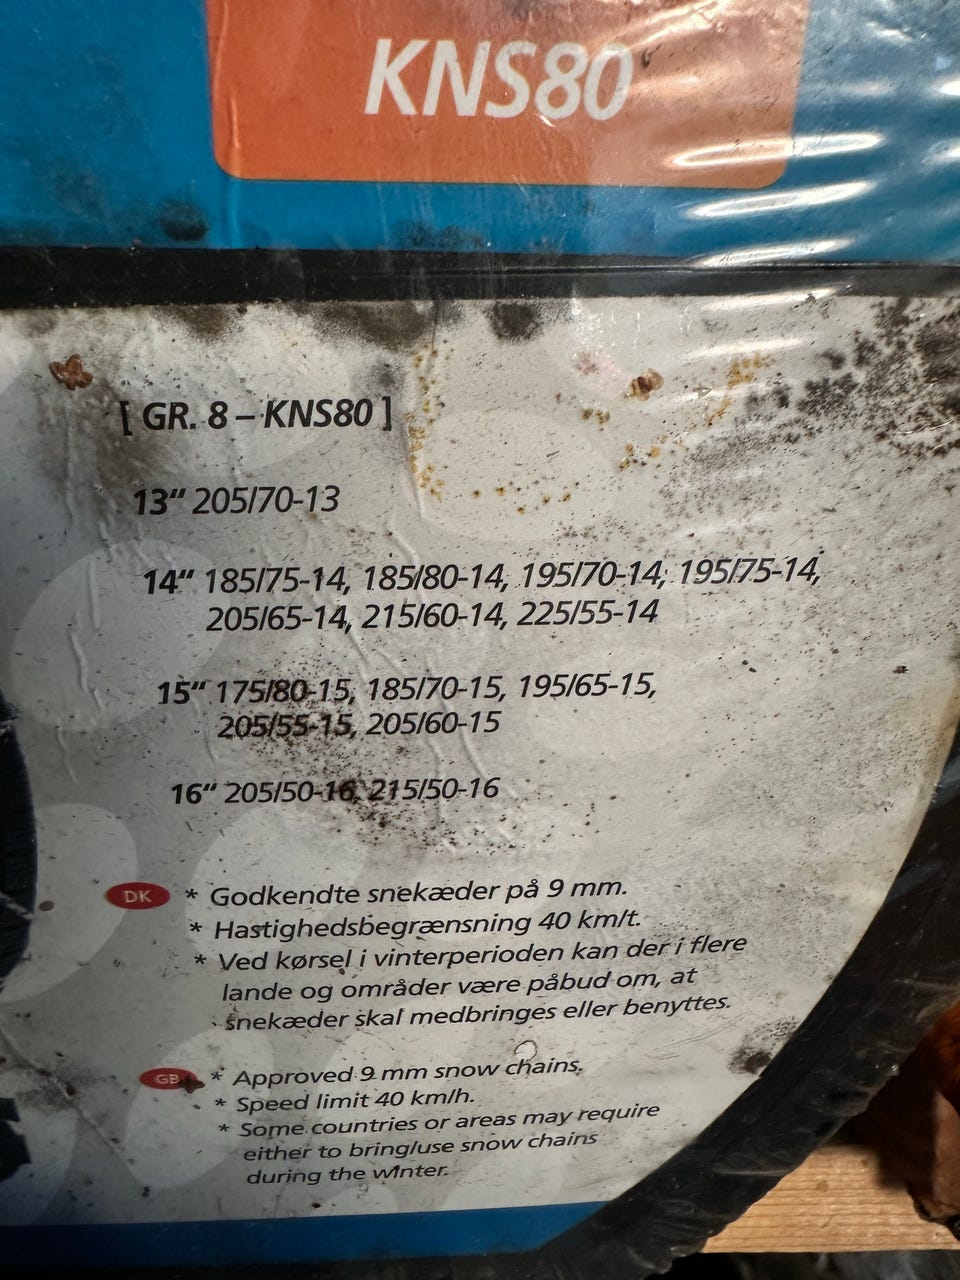 KNS80
[ GR. 8 – KNS80 ]
13“ 205/70-13
14“ 185/75-14, 185/80-14, 195/70-14, 195/75-14,
205/65-14, 215/60-14, 225/55-14
15“ 175/80-15, 185/70-15, 195/65-15,
205/55-15, 205/60-15
16“ 205/50-16, 215/50-16
DK * Godkendte snekæder på 9 mm.
* Hastighedsbegrænsning 40 km/t.
* Ved kørsel i vinterperioden kan der i flere
lande og områder være påbud om, at
snekæder skal medbringes eller benyttes.
GB * Approved 9 mm snow chains.
* Speed limit 40 km/h.
* Some countries or areas may require
either to bring/use snow chains
during the winter.